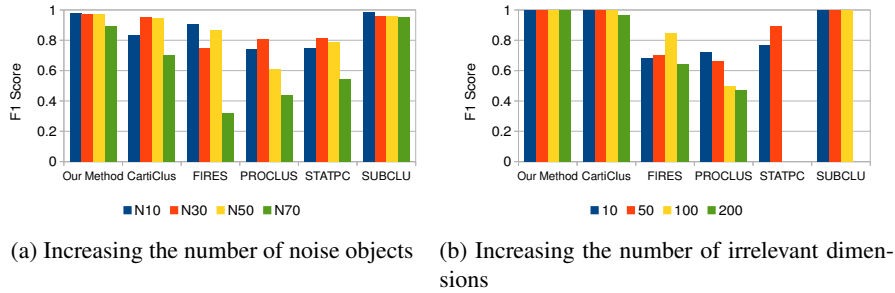 F1 Score
1
0.8
0.6
0.4
0.2
0
Our Method CartiClus FIRES PROCLUS STATPC SUBCLU
N10 N30 N50 N70
(a) Increasing the number of noise objects
F1 Score
1
0.8
0.6
0.4
0.2
0
Our Method CartiClus FIRES PROCLUS STATPC SUBCLU
10 50 100 200
(b) Increasing the number of irrelevant dimen-
sions